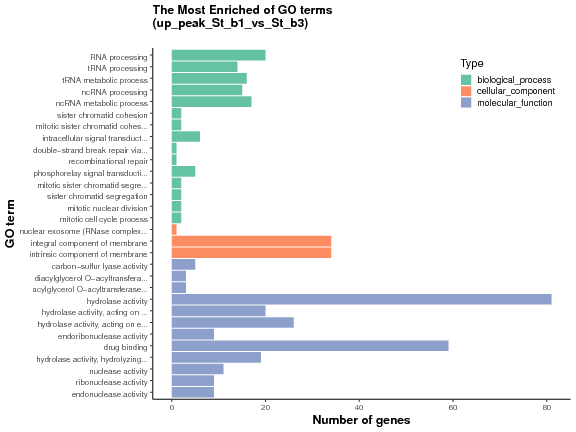 The Most Enriched of GO terms
(up_peak_St_b1_vs_St_b3)
RNA processing
tRNA processing
tRNA metabolic process
ncRNA processing
ncRNA metabolic process
sister chromatid cohesion
mitotic sister chromatid cohes...
intracellular signal transduct...
double−strand break repair via...
recombinational repair
phosphorelay signal transducti...
mitotic sister chromatid segre...
sister chromatid segregation
mitotic nuclear division
mitotic cell cycle process
nuclear exosome (RNase complex...
integral component of membrane
intrinsic component of membrane
carbon−sulfur lyase activity
diacylglycerol O−acyltransfera...
acylglycerol O−acyltransferase...
hydrolase activity
hydrolase activity, acting on ...
hydrolase activity, acting on e...
endoribonuclease activity
drug binding
hydrolase activity, hydrolyzing...
nuclease activity
ribonuclease activity
endonuclease activity
GO term
0 20 40 60 80
Number of genes
Type
biological_process
cellular_component
molecular_function